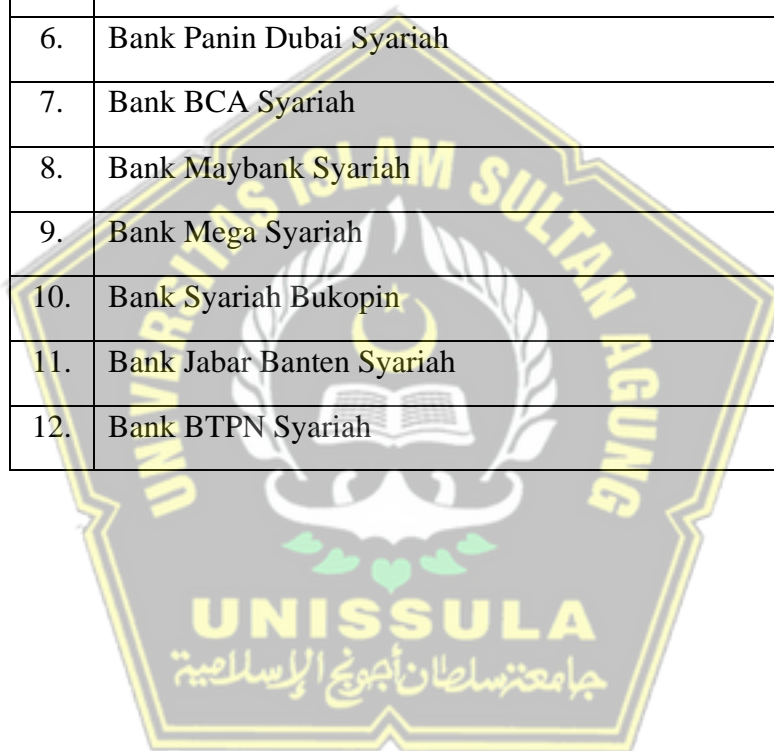 6. Bank Panin Dubai Syariah
7. Bank BCA Syariah
8. Bank Maybank Syariah
9. Bank Mega Syariah
10. Bank Syariah Bukopin
11. Bank Jabar Banten Syariah
12. Bank BTPN Syariah
UNIVERSITAS ISLAM SULTAN AGUNG
UNISSULA
جامعة سلطان أجونج الإسلامية